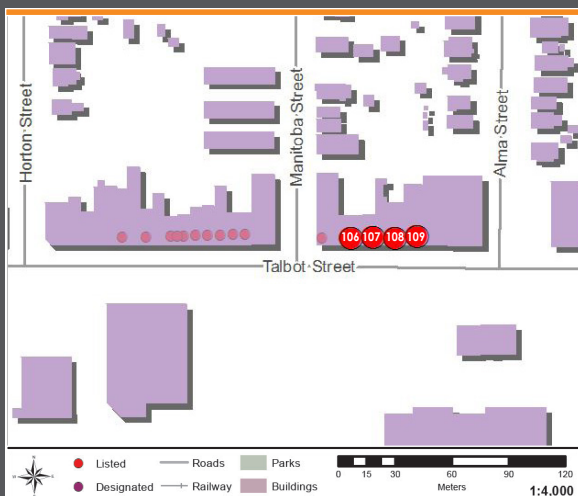 Horton Street
Manitoba Street
Alma Street
106 107 108 109
Talbot Street
N
W
E
S
Listed
Designated
Roads
Railway
Parks
Buildings
0 15 30 60 90 120
Meters
1:4,000